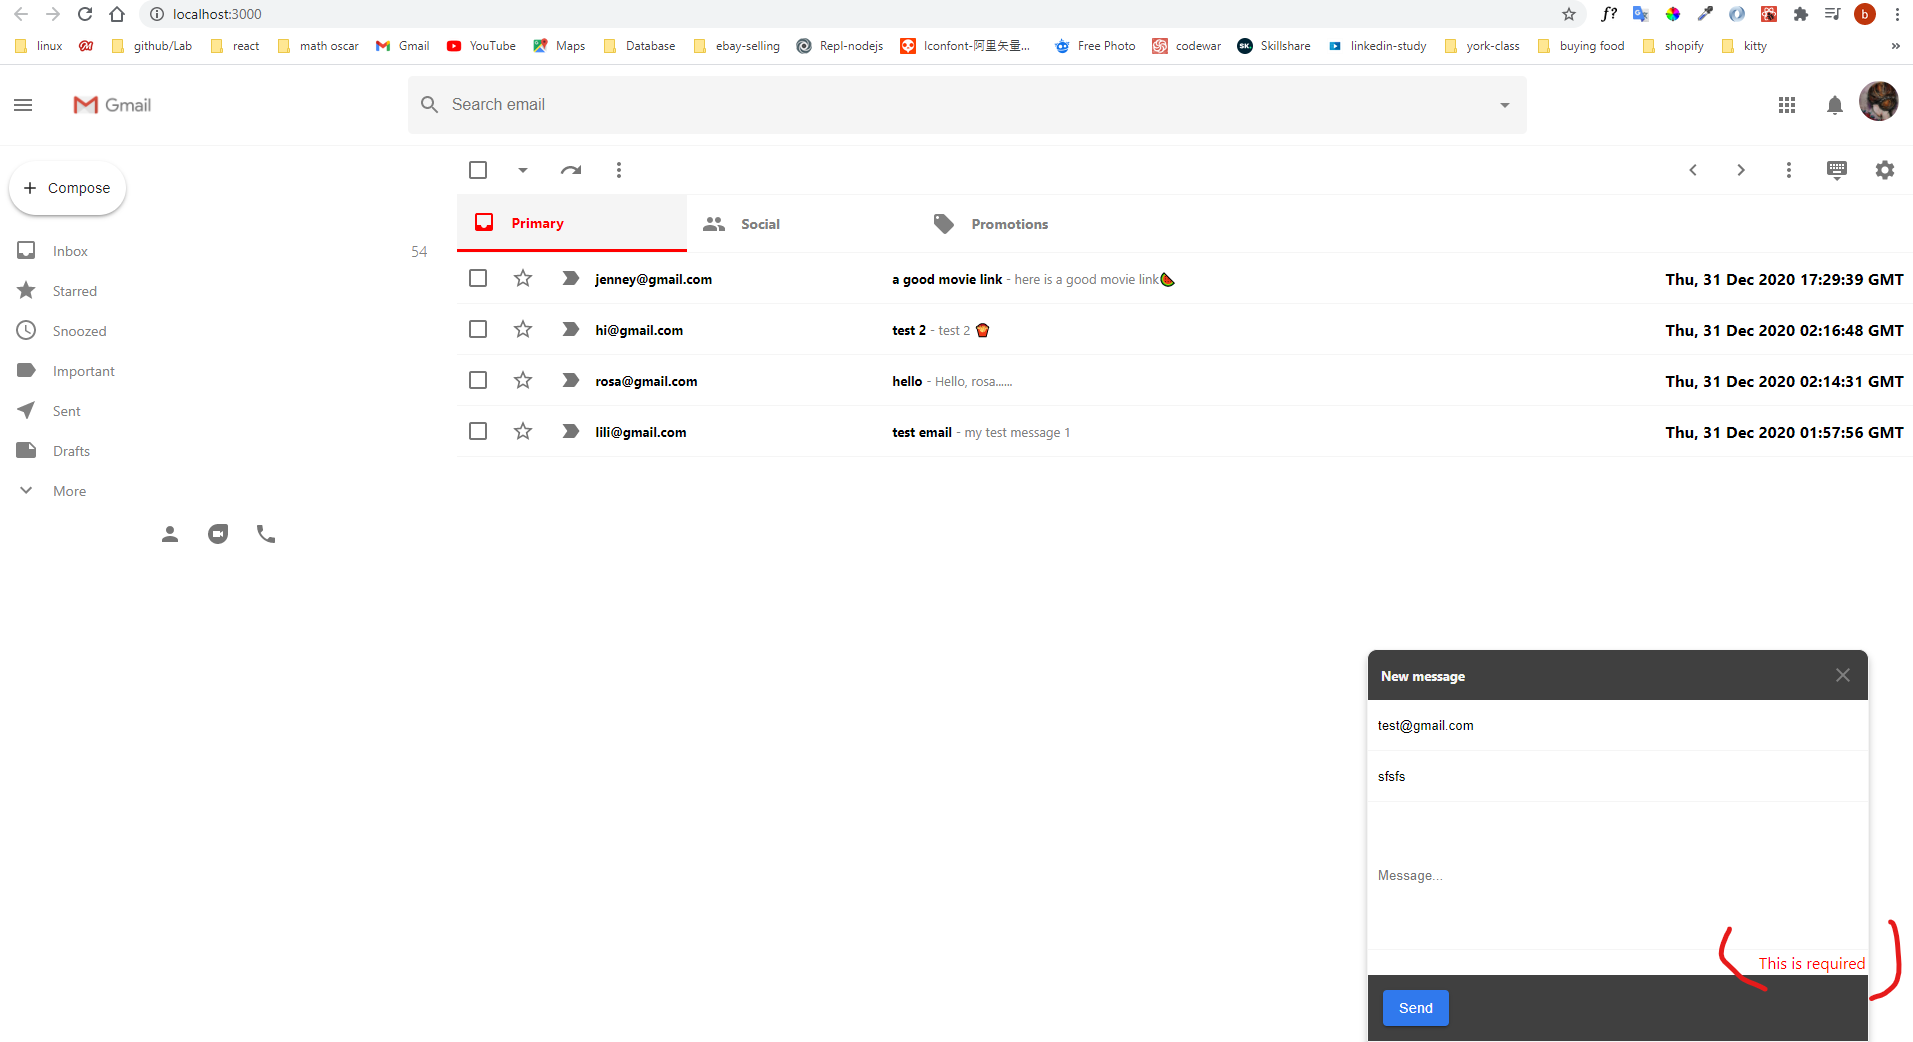 localhost:3000
linux
github/Lab
react
math oscar
Gmail
YouTube
Maps
Database
ebay-selling
Repl-nodejs
Iconfont-阿里矢量...
Free Photo
codewar
SK.
Skillshare
linkedin-study
york-class
buying food
shopify
kitty
»
f?
b
Gmail
Search email
Compose
Primary
Social
Promotions
Inbox 54
Starred
Snoozed
Important
Sent
Drafts
More
jenney@gmail.com a good movie link - here is a good movie link🍉 Thu, 31 Dec 2020 17:29:39 GMT
hi@gmail.com test 2 - test 2 🍟 Thu, 31 Dec 2020 02:16:48 GMT
rosa@gmail.com hello - Hello, rosa...... Thu, 31 Dec 2020 02:14:31 GMT
lili@gmail.com test email - my test message 1 Thu, 31 Dec 2020 01:57:56 GMT
New message
test@gmail.com
sfsfs
Message...
This is required
Send